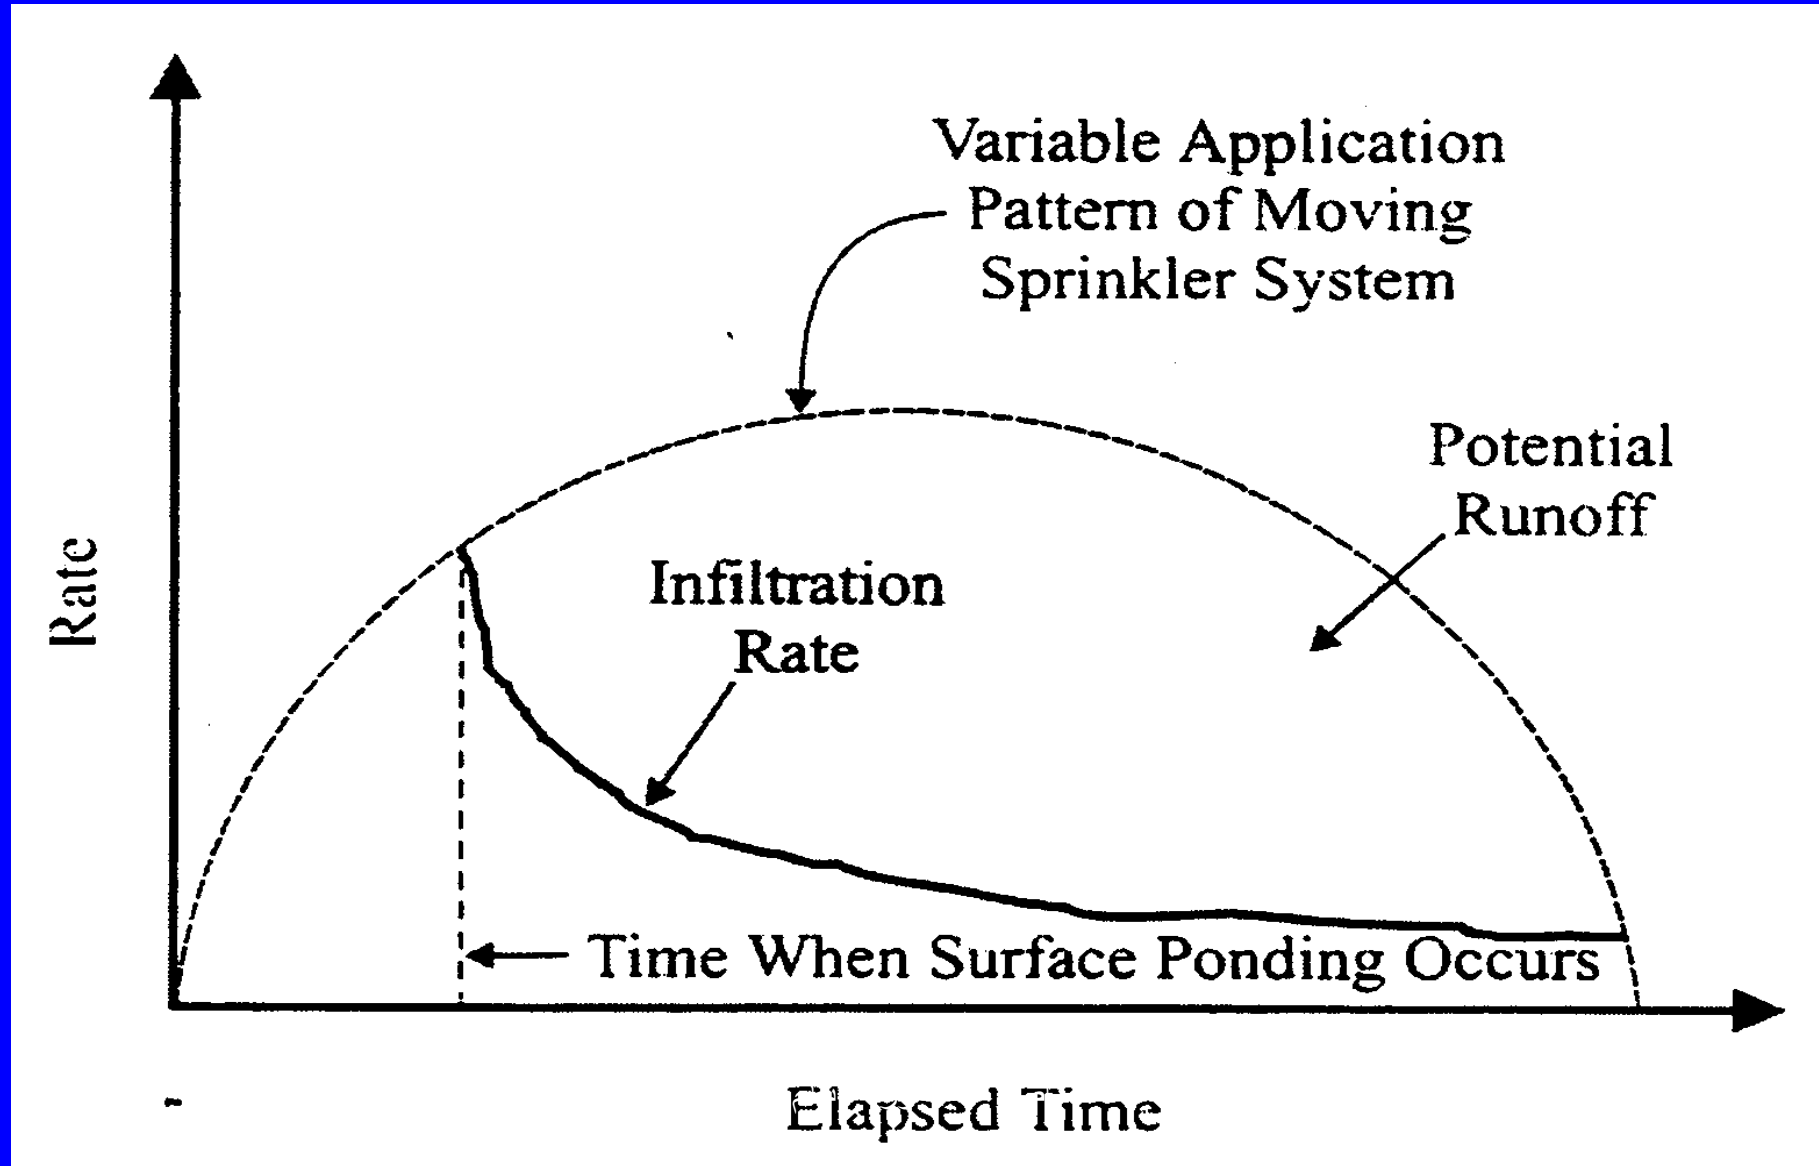 Variable Application
Pattern of Moving
Sprinkler System
Potential
Runoff
Infiltration
Rate
Rate
Time When Surface Ponding Occurs
Elapsed Time